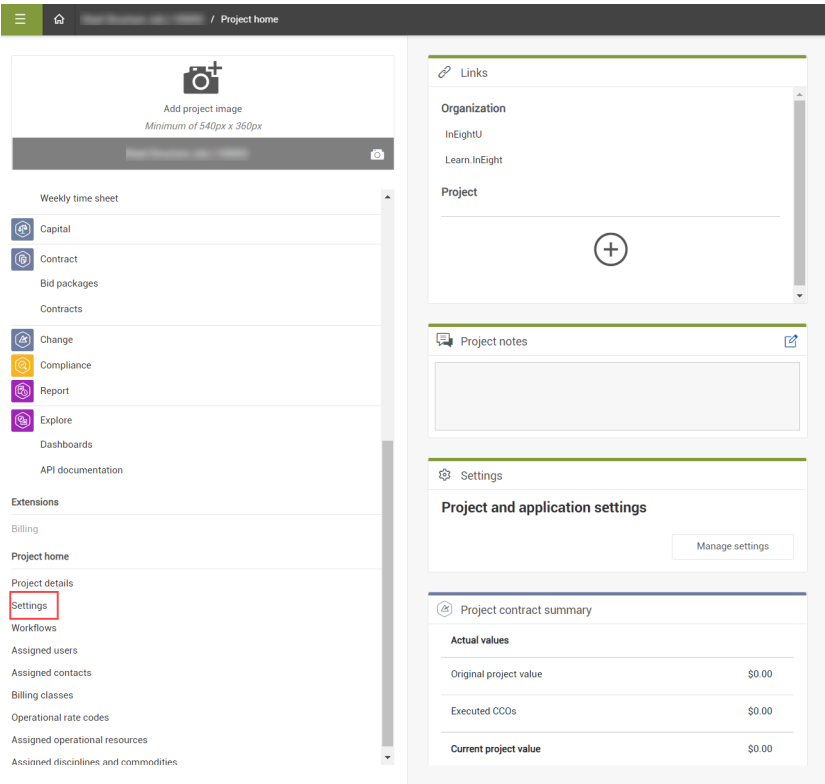 / Project home
Add project image
Minimum of 540px x 360px
Weekly time sheet
Capital
Contract
Bid packages
Contracts
Change
Compliance
Report
Explore
Dashboards
API documentation
Extensions
Billing
Project home
Project details
Settings
Workflows
Assigned users
Assigned contacts
Billing classes
Operational rate codes
Assigned operational resources
Assigned disciplines and commodities
Links
Organization
InEightU
Learn.InEight
Project
Project notes
Settings
Project and application settings
Manage settings
Project contract summary
Actual values
Original project value $0.00
Executed CCOs $0.00
Current project value $0.00